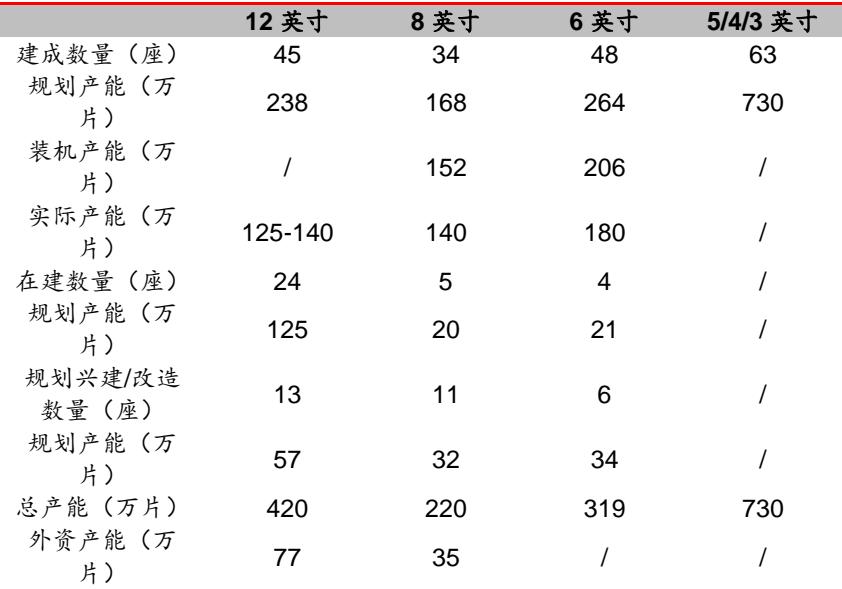 12 英寸 8 英寸 6 英寸 5/4/3 英寸
建成数量（座） 45 34 48 63
规划产能（万
片） 238 168 264 730
装机产能（万
片） / 152 206 /
实际产能（万
片） 125-140 140 180 /
在建数量（座） 24 5 4 /
规划产能（万
片） 125 20 21 /
规划兴建/改造
数量（座） 13 11 6 /
规划产能（万
片） 57 32 34 /
总产能（万片） 420 220 319 730
外资产能（万
片） 77 35 / /